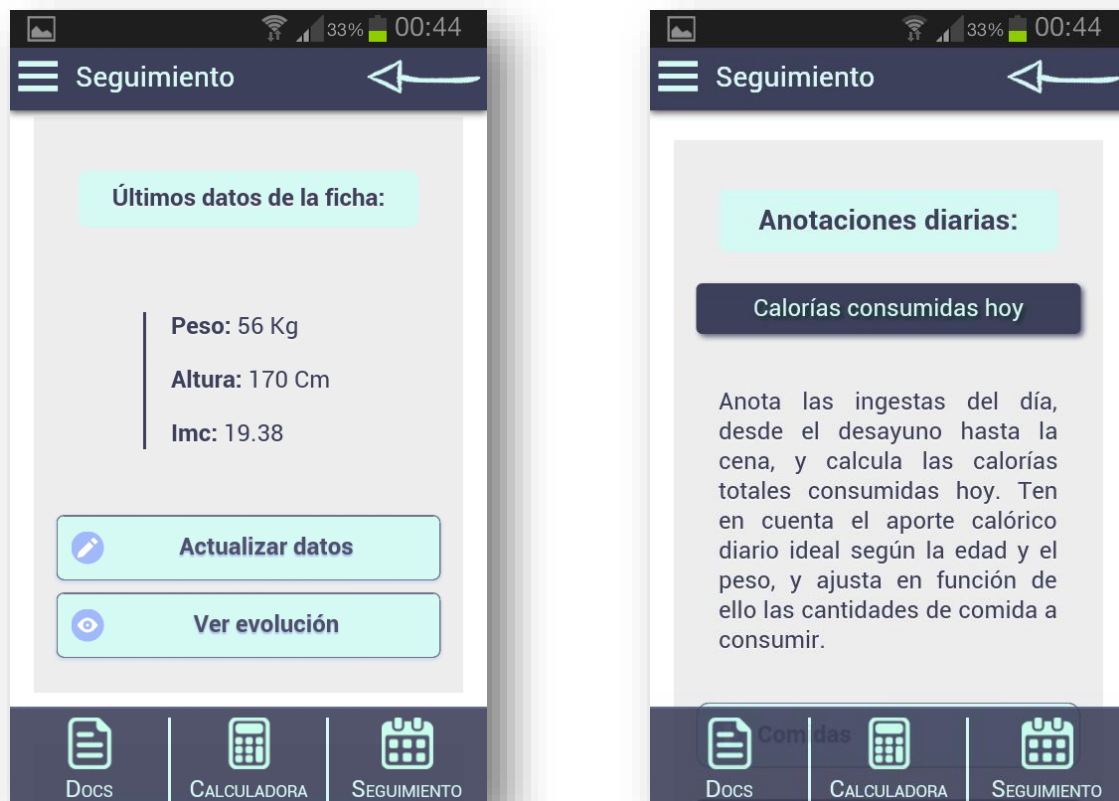 33% 00:44
Seguimiento
Últimos datos de la ficha:
Peso: 56 Kg
Altura: 170 Cm
Imc: 19.38
Actualizar datos
Ver evolución
DOCS
CALCULADORA
SEGUIMIENTO
33% 00:44
Seguimiento
Anotaciones diarias:
Calorías consumidas hoy
Anota las ingestas del día,
desde el desayuno hasta la
cena, y calcula las calorías
totales consumidas hoy. Ten
en cuenta el aporte calórico
diario ideal según la edad y el
peso, y ajusta en función de
ello las cantidades de comida a
consumir.
Comidas
DOCS
CALCULADORA
SEGUIMIENTO